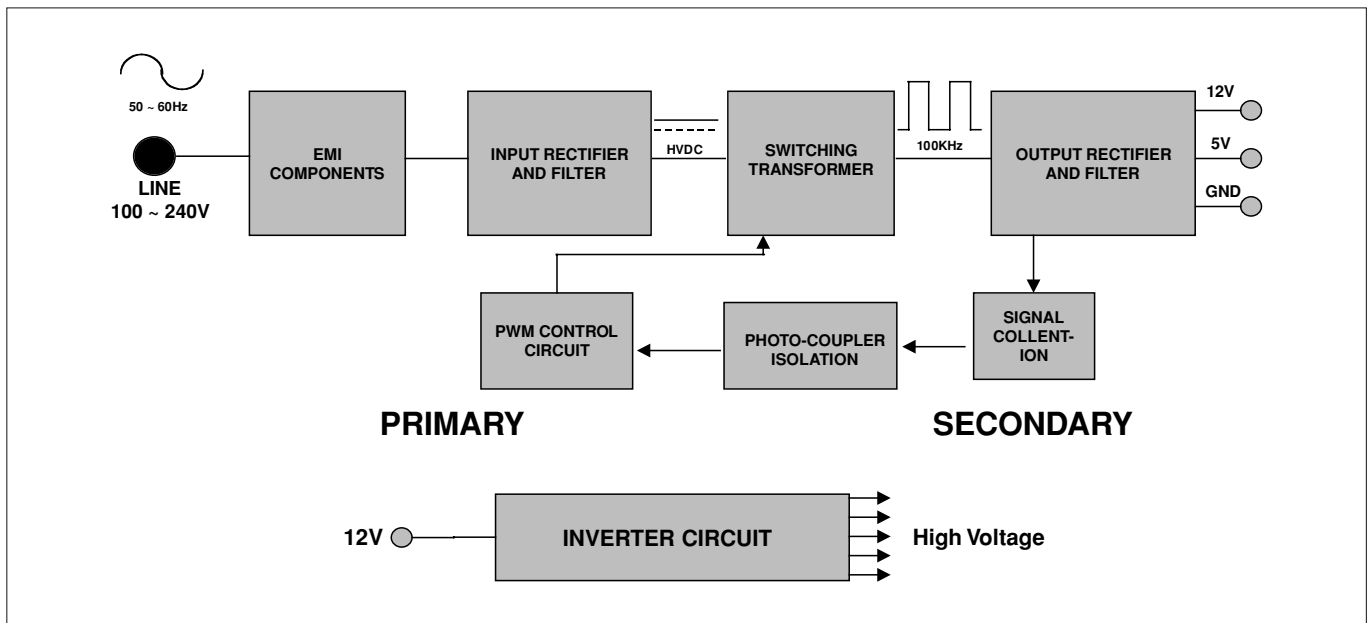 50 ~ 60Hz
LINE
100 ~ 240V
EMI
COMPONENTS
INPUT RECTIFIER
AND FILTER
HVDC
SWITCHING
TRANSFORMER
100KHz
OUTPUT RECTIFIER
AND FILTER
12V
5V
GND
PWM CONTROL
CIRCUIT
PHOTO-COUPLER
ISOLATION
SIGNAL
COLLENT-
ION
PRIMARY
SECONDARY
12V
INVERTER CIRCUIT
High Voltage